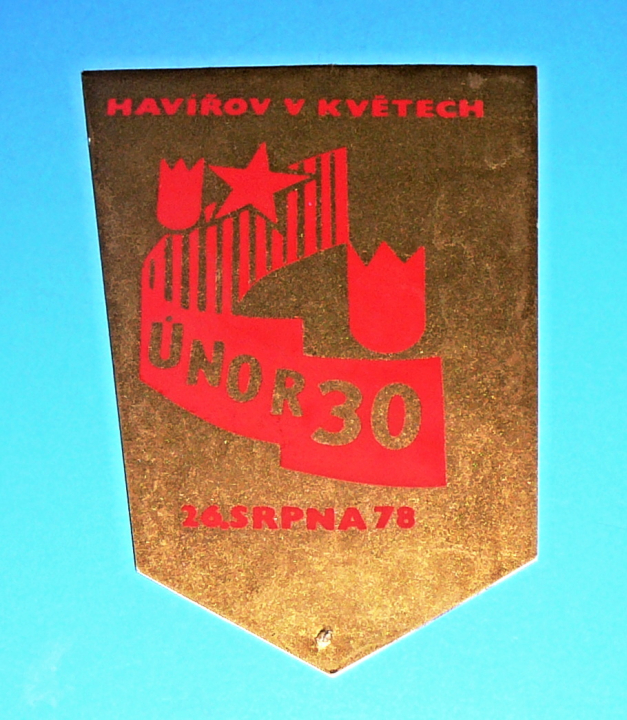 HAVÍŘOV V KVĚTECH
ÚNOR 30
26.SRPNA 78